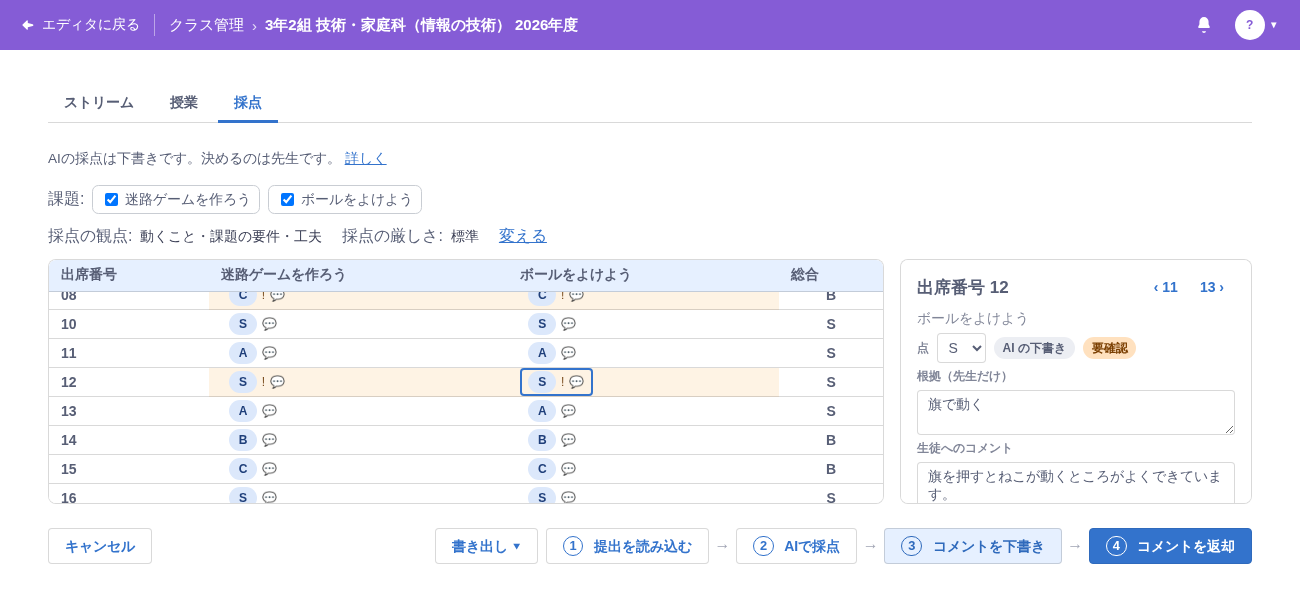 エディタに戻る クラス管理 › 3年2組 技術・家庭科（情報の技術） 2026年度 ?
ストリーム 授業 採点
AIの採点は下書きです。決めるのは先生です。 詳しく
課題: 迷路ゲームを作ろう ボールをよけよう
採点の観点: 動くこと・課題の要件・工夫 採点の厳しさ: 標準 変える
出席番号 迷路ゲームを作ろう ボールをよけよう 総合
08 C ! C ! B
10 S S S
11 A A S
12 S ! S ! S
13 A A S
14 B B B
15 C C B
16 S S S
出席番号 12 ‹ 11 13 ›
ボールをよけよう
点 S AI の下書き 要確認
根拠（先生だけ）
旗で動く
生徒へのコメント
旗を押すとねこが動くところがよくできていま
す。
キャンセル 書き出し ▼ 1 提出を読み込む → 2 AIで採点 → 3 コメントを下書き → 4 コメントを返却